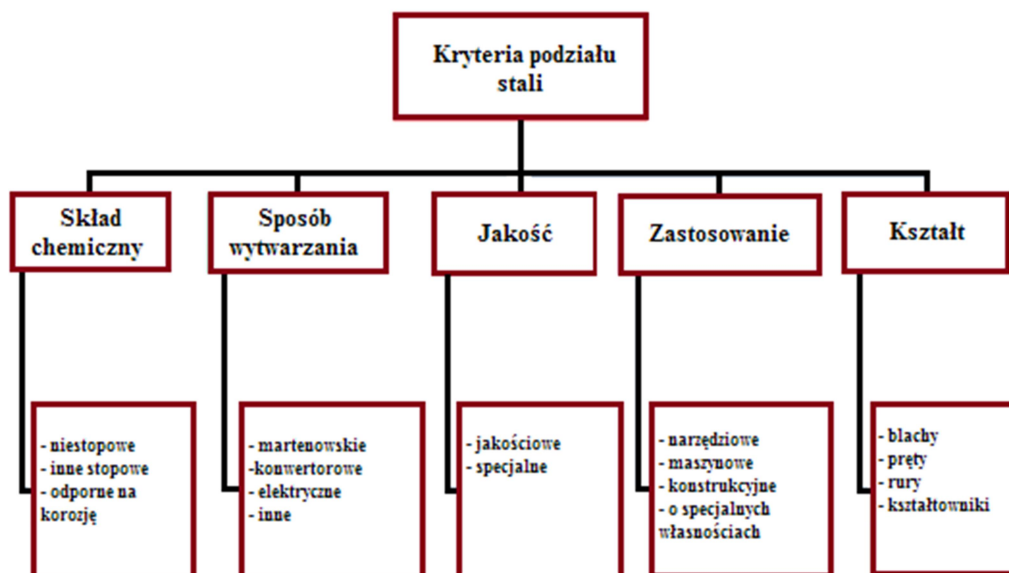 Kryteria podziału
stali
Skład
chemiczny
Sposób
wytwarzania
Jakość
Zastosowanie
Kształt
- niestopowe
- inne stopowe
- odporne na
korozję
- martenowskie
-konwertorowe
- elektryczne
- inne
- jakościowe
- specjalne
- narzędziowe
- maszynowe
- konstrukcyjne
- o specjalnych
własnościach
- blachy
- pręty
- rury
- kształtowniki